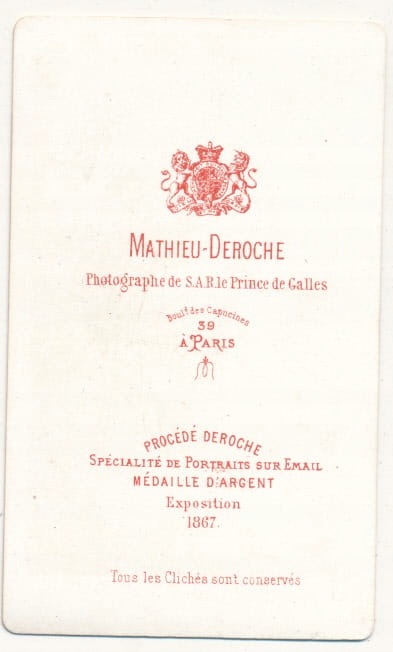 MATHIEU-DEROCHE
Photographe de S.A.R. le Prince de Galles
Boulᵈ des Capucines
39
À PARIS
PROCÉDÉ DEROCHE
SPÉCIALITÉ DE PORTRAITS SUR EMAIL
MÉDAILLE D'ARGENT
Exposition
1867.
Tous les Clichés sont conservés